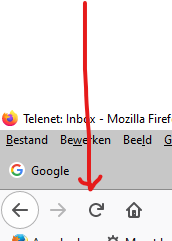 Telenet: Inbox - Mozilla Firef
Bestand Bewerken Beeld G
Google